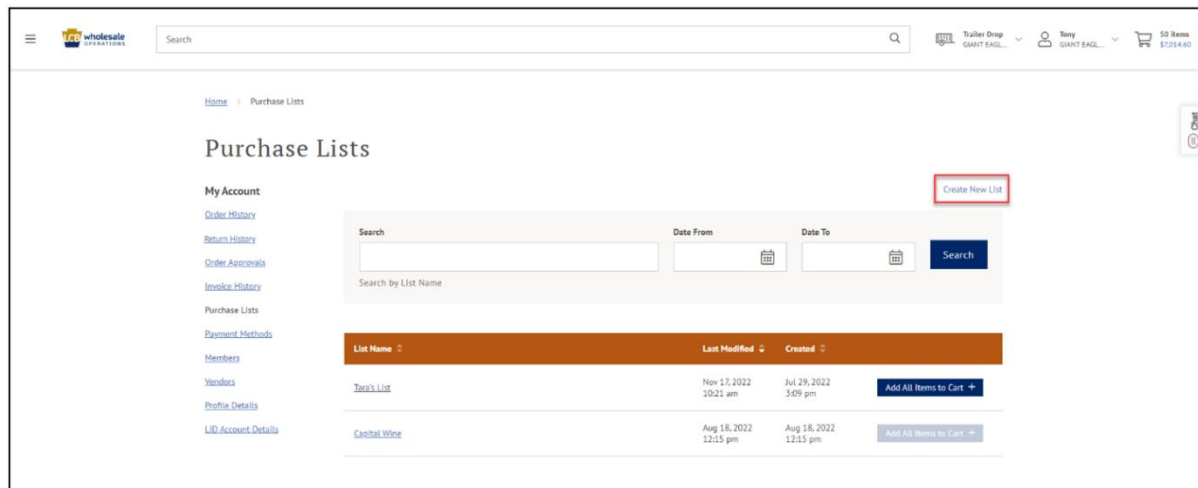 LCB wholesale
OPERATIONS
Search
Trailer Drop
GIANT EAGL...
Tony
GIANT EAGL...
50 items
$7,014.60
Home > Purchase Lists
Chat
Purchase Lists
My Account
Create New List
Order History
Return History
Order Approvals
Invoice History
Purchase Lists
Payment Methods
Members
Vendors
Profile Details
LID Account Details
Search
Date From
Date To
Search
Search by List Name
List Name
Last Modified
Created
Tara's List
Nov 17, 2022
10:21 am
Jul 29, 2022
3:09 pm
Add All Items to Cart +
Capital Wine
Aug 18, 2022
12:15 pm
Aug 18, 2022
12:15 pm
Add All Items to Cart +